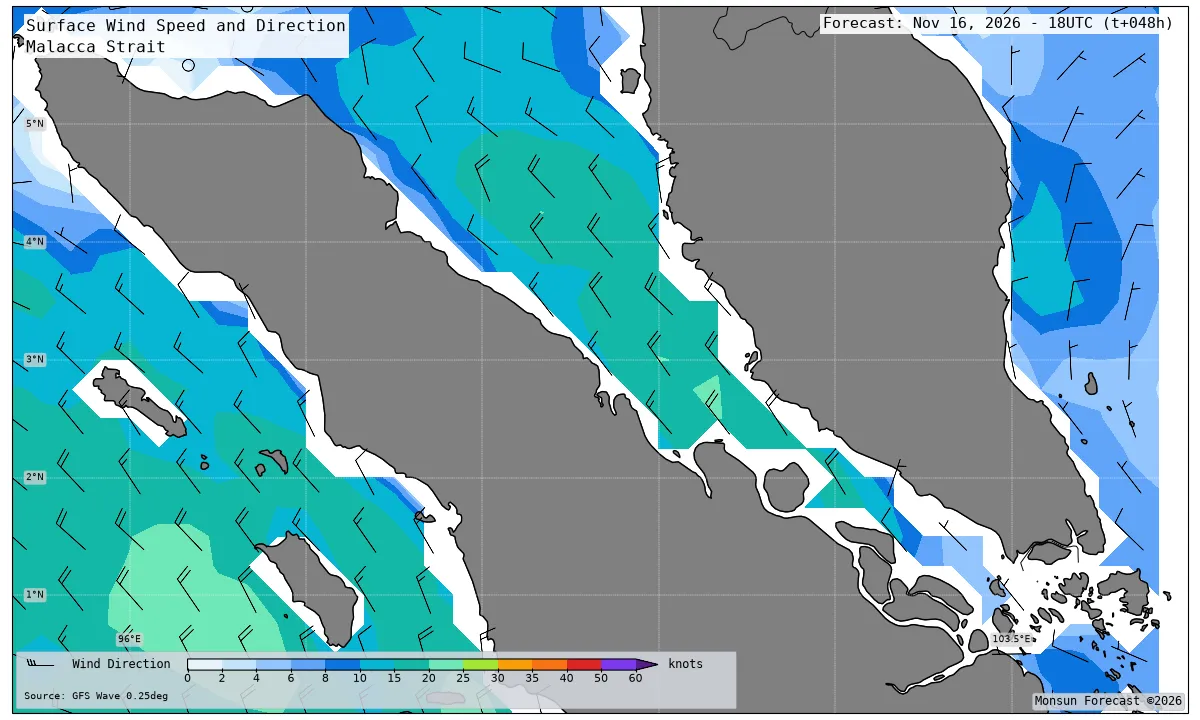 Surface Wind Speed and Direction
Malacca Strait
Forecast: Nov 16, 2026 - 18UTC (t+048h)
5°N
4°N
3°N
2°N
1°N
96°E
103.5°E
Wind Direction
knots
0 2 4 6 8 10 15 20 25 30 35 40 50 60
Source: GFS Wave 0.25deg
Monsun Forecast ©2026